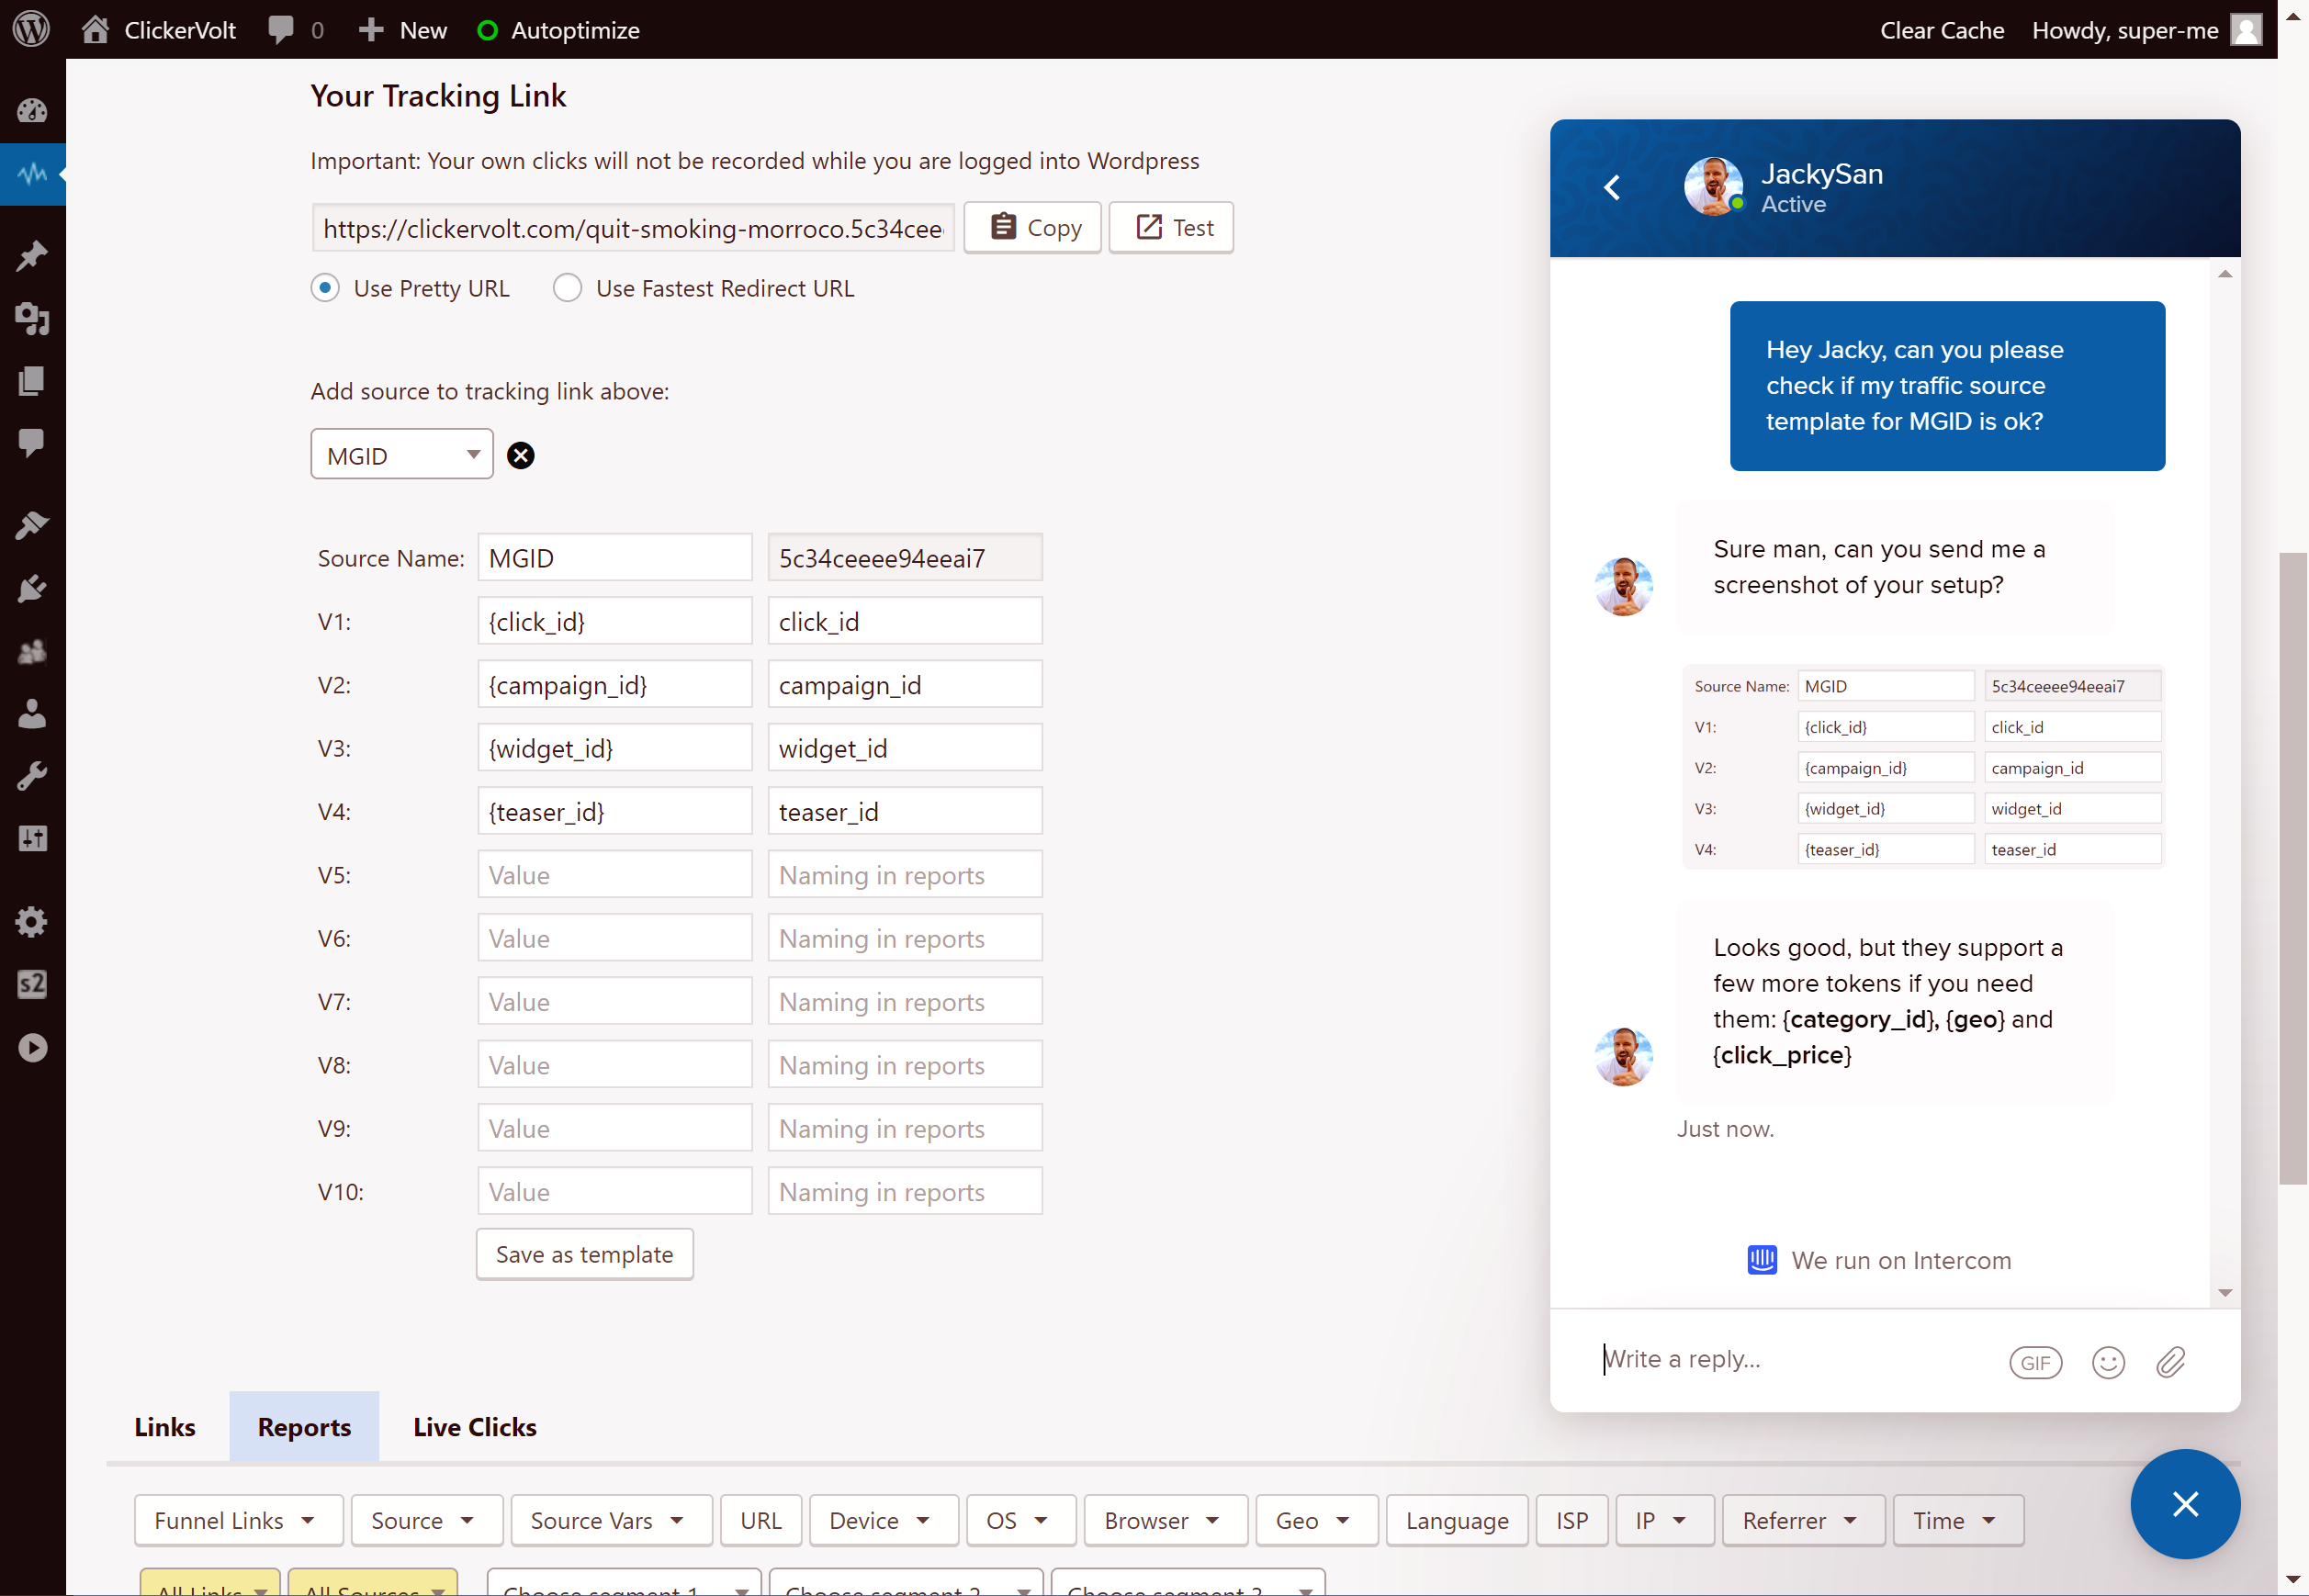 ClickerVolt
0
New
Autoptimize
Clear Cache
Howdy, super-me
Your Tracking Link
Important: Your own clicks will not be recorded while you are logged into Wordpress
https://clickervolt.com/quit-smoking-morroco.5c34cee
Copy
Test
Use Pretty URL
Use Fastest Redirect URL
Add source to tracking link above:
MGID
Source Name: MGID 5c34ceeee94eeai7
V1: {click_id} click_id
V2: {campaign_id} campaign_id
V3: {widget_id} widget_id
V4: {teaser_id} teaser_id
V5: Value Naming in reports
V6: Value Naming in reports
V7: Value Naming in reports
V8: Value Naming in reports
V9: Value Naming in reports
V10: Value Naming in reports
Save as template
s2
JackySan
Active
Hey Jacky, can you please
check if my traffic source
template for MGID is ok?
Sure man, can you send me a
screenshot of your setup?
Source Name: MGID 5c34ceeee94eeai7
V1: {click_id} click_id
V2: {campaign_id} campaign_id
V3: {widget_id} widget_id
V4: {teaser_id} teaser_id
Looks good, but they support a
few more tokens if you need
them: {category_id}, {geo} and
{click_price}
Just now.
We run on Intercom
Write a reply...
GIF
Links
Reports
Live Clicks
Funnel Links
Source
Source Vars
URL
Device
OS
Browser
Geo
Language
ISP
IP
Referrer
Time
All Links
All Sources
Choose segment 1
Choose segment 2
Choose segment 3